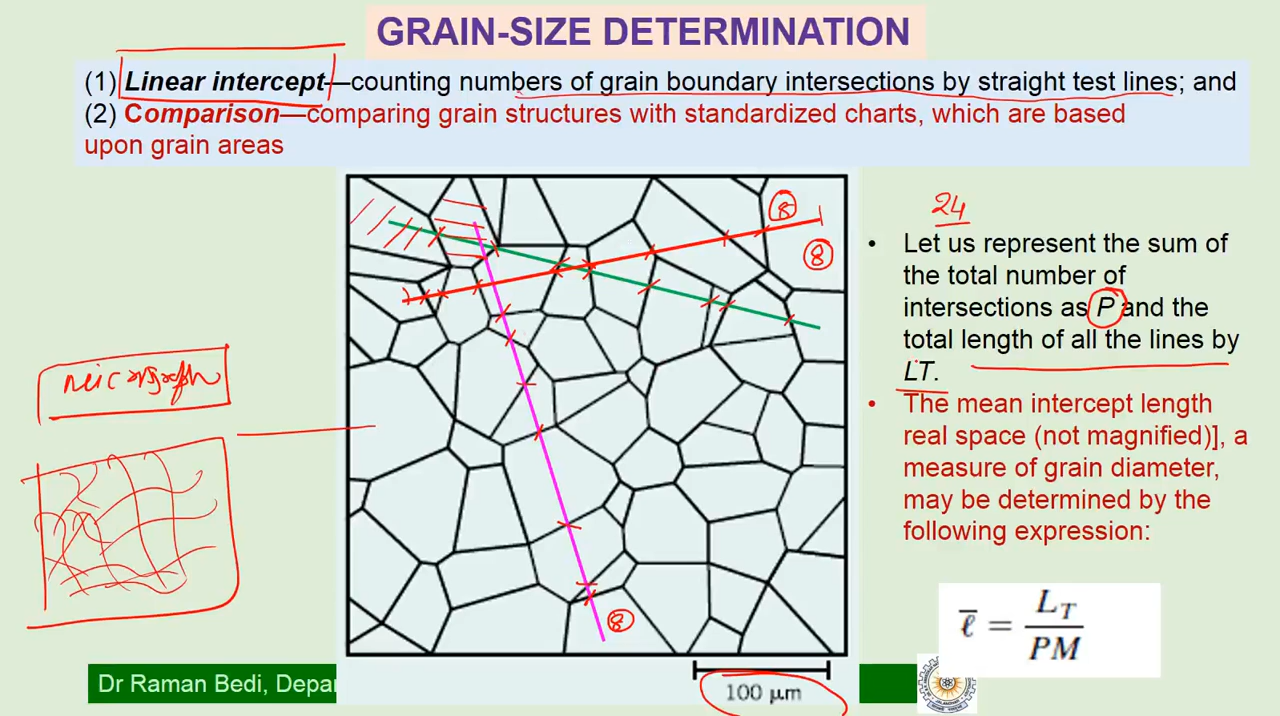 GRAIN-SIZE DETERMINATION
(1) Linear intercept—counting numbers of grain boundary intersections by straight test lines; and
(2) Comparison—comparing grain structures with standardized charts, which are based
upon grain areas
8
8
24
• Let us represent the sum of
the total number of
intersections as P and the
total length of all the lines by
LT.
• The mean intercept length
real space (not magnified)], a
measure of grain diameter,
may be determined by the
following expression:
micrograph
8
ℓ̅ = L_T / PM
100 μm
Dr Raman Bedi, Depar